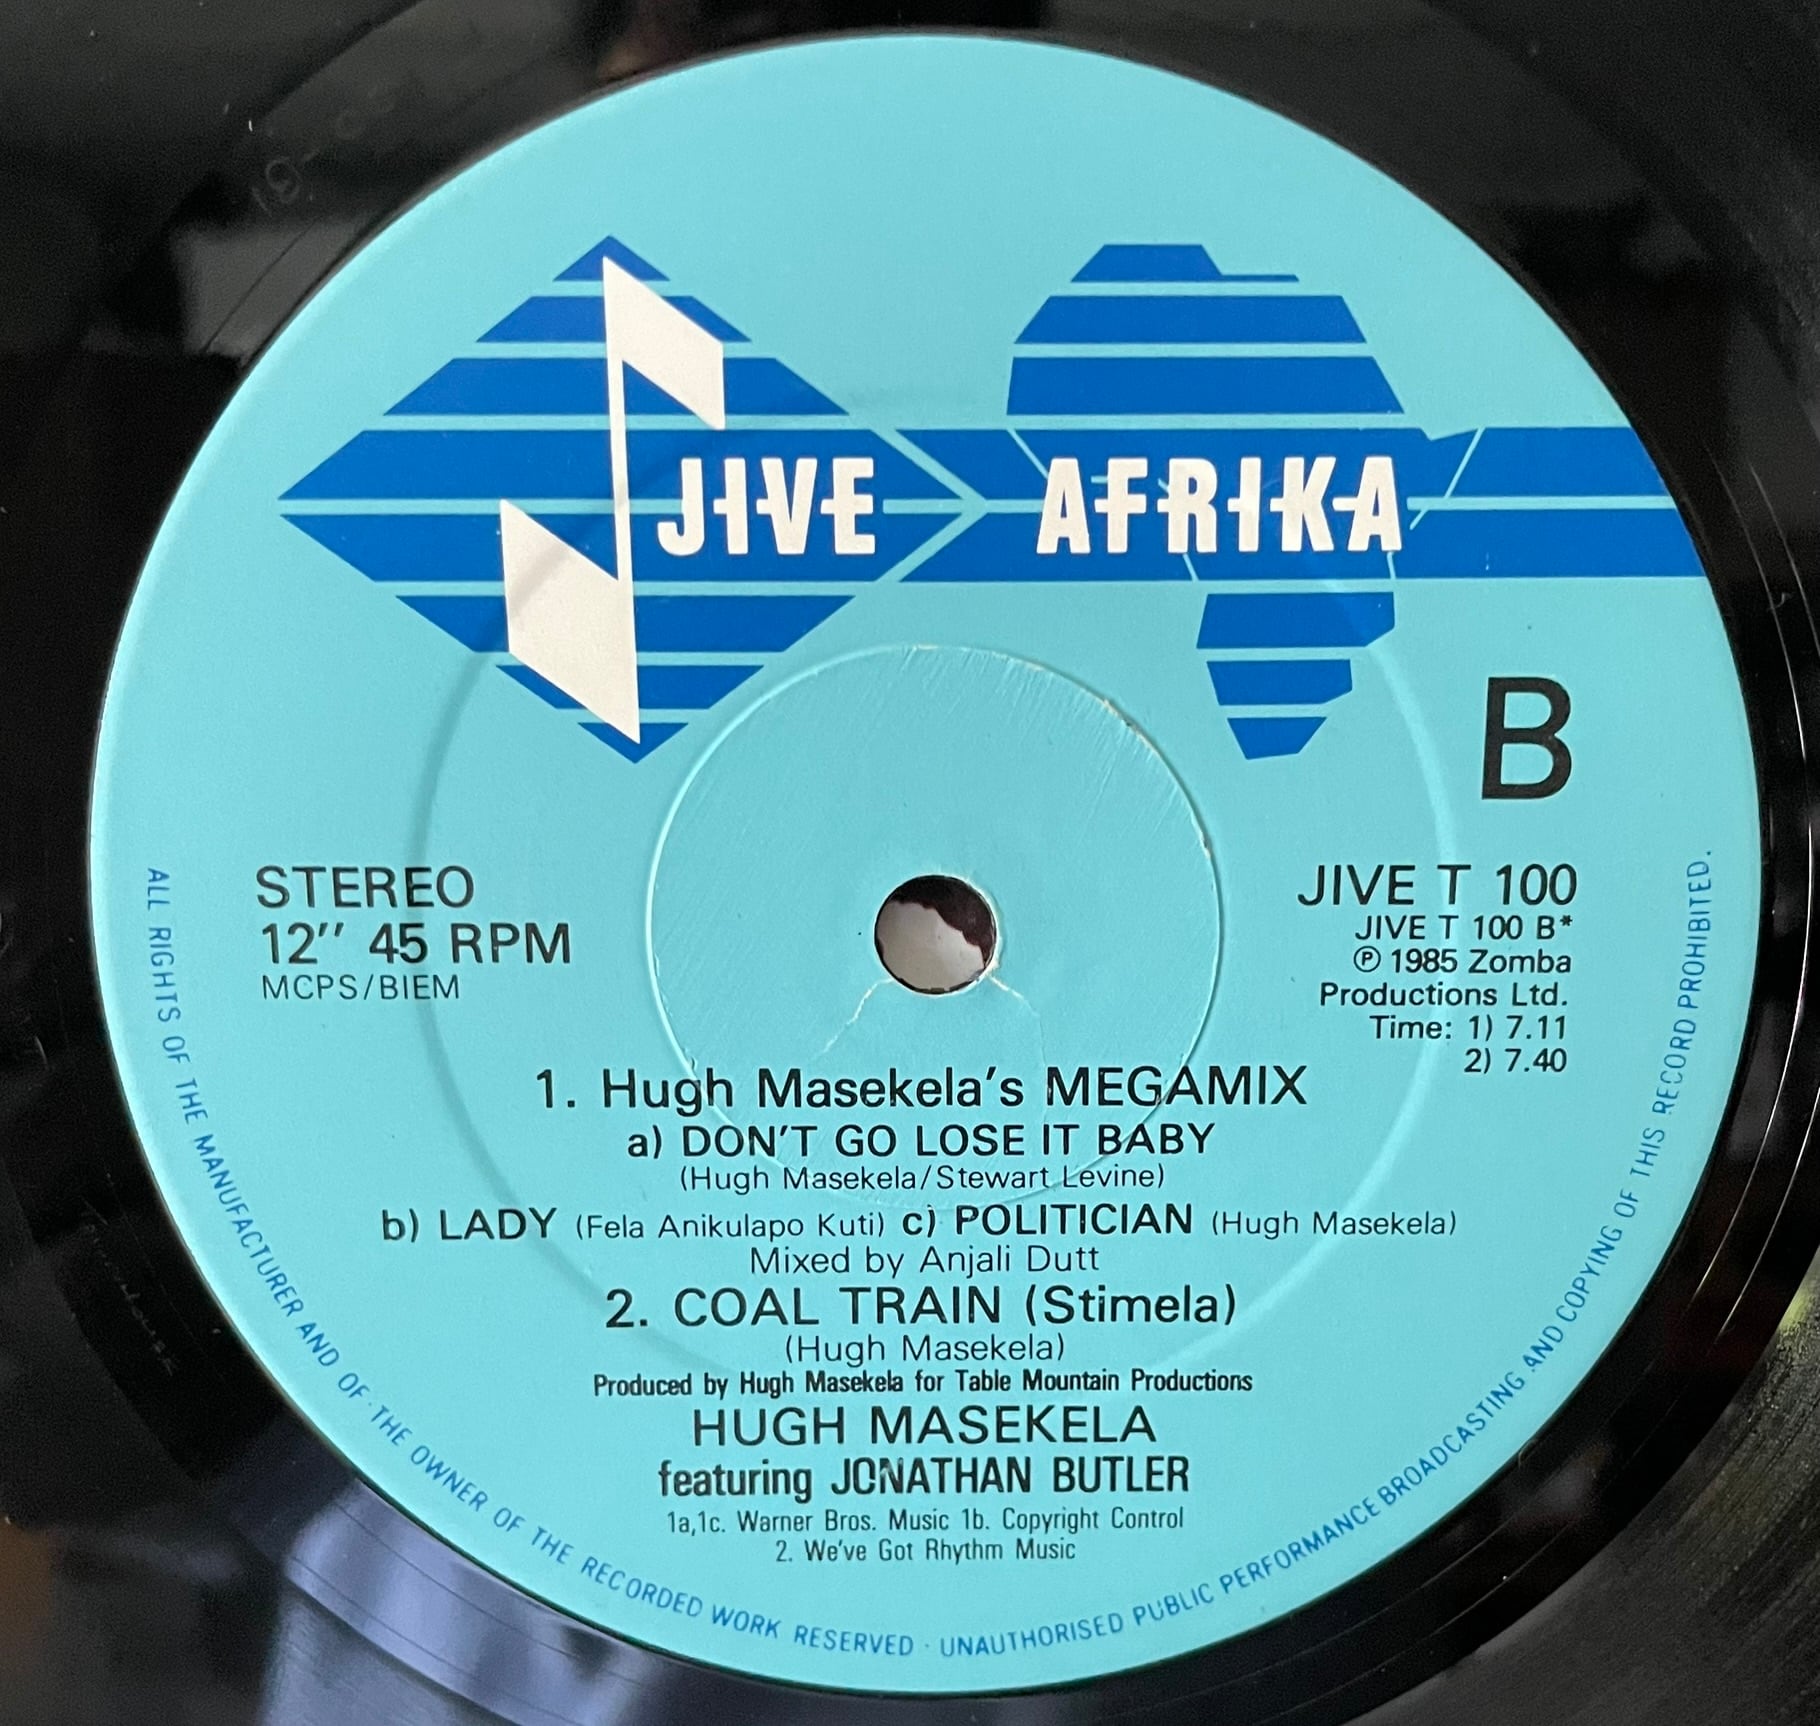 JIVE AFRIKA
B
STEREO
12" 45 RPM
MCPS/BIEM
JIVE T 100
JIVE T 100 B*
℗ 1985 Zomba
Productions Ltd.
Time: 1) 7.11
2) 7.40
1. Hugh Masekela's MEGAMIX
a) DON'T GO LOSE IT BABY
(Hugh Masekela/Stewart Levine)
b) LADY (Fela Anikulapo Kuti) c) POLITICIAN (Hugh Masekela)
Mixed by Anjali Dutt
2. COAL TRAIN (Stimela)
(Hugh Masekela)
Produced by Hugh Masekela for Table Mountain Productions
HUGH MASEKELA
featuring JONATHAN BUTLER
1a,1c. Warner Bros. Music 1b. Copyright Control
2. We've Got Rhythm Music
ALL RIGHTS OF THE MANUFACTURER AND OF THE OWNER OF THE RECORDED WORK RESERVED · UNAUTHORISED PUBLIC PERFORMANCE BROADCASTING AND COPYING OF THIS RECORD PROHIBITED.